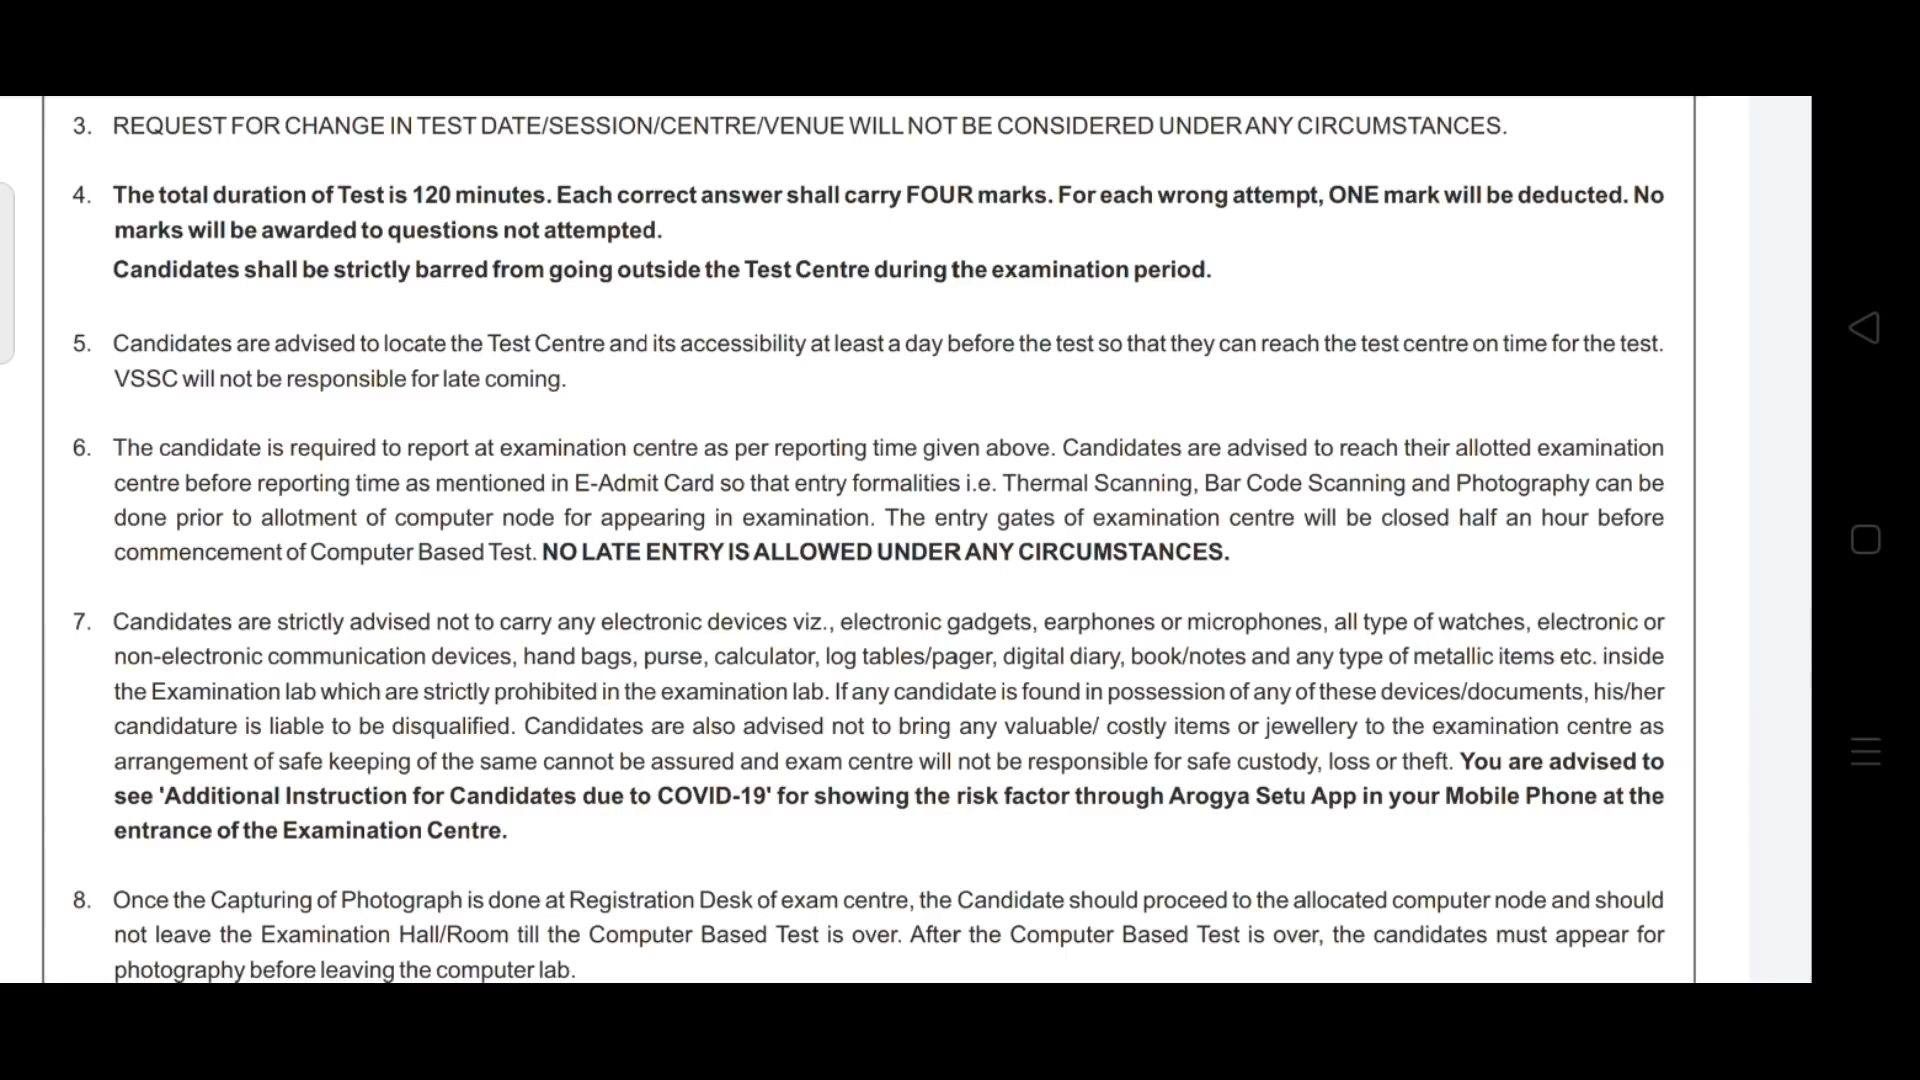 3. REQUEST FOR CHANGE IN TEST DATE/SESSION/CENTRE/VENUE WILL NOT BE CONSIDERED UNDER ANY CIRCUMSTANCES.
4. The total duration of Test is 120 minutes. Each correct answer shall carry FOUR marks. For each wrong attempt, ONE mark will be deducted. No
marks will be awarded to questions not attempted.
Candidates shall be strictly barred from going outside the Test Centre during the examination period.
5. Candidates are advised to locate the Test Centre and its accessibility at least a day before the test so that they can reach the test centre on time for the test.
VSSC will not be responsible for late coming.
6. The candidate is required to report at examination centre as per reporting time given above. Candidates are advised to reach their allotted examination
centre before reporting time as mentioned in E-Admit Card so that entry formalities i.e. Thermal Scanning, Bar Code Scanning and Photography can be
done prior to allotment of computer node for appearing in examination. The entry gates of examination centre will be closed half an hour before
commencement of Computer Based Test. NO LATE ENTRY IS ALLOWED UNDER ANY CIRCUMSTANCES.
7. Candidates are strictly advised not to carry any electronic devices viz., electronic gadgets, earphones or microphones, all type of watches, electronic or
non-electronic communication devices, hand bags, purse, calculator, log tables/pager, digital diary, book/notes and any type of metallic items etc. inside
the Examination lab which are strictly prohibited in the examination lab. If any candidate is found in possession of any of these devices/documents, his/her
candidature is liable to be disqualified. Candidates are also advised not to bring any valuable/ costly items or jewellery to the examination centre as
arrangement of safe keeping of the same cannot be assured and exam centre will not be responsible for safe custody, loss or theft. You are advised to
see 'Additional Instruction for Candidates due to COVID-19' for showing the risk factor through Arogya Setu App in your Mobile Phone at the
entrance of the Examination Centre.
8. Once the Capturing of Photograph is done at Registration Desk of exam centre, the Candidate should proceed to the allocated computer node and should
not leave the Examination Hall/Room till the Computer Based Test is over. After the Computer Based Test is over, the candidates must appear for
photography before leaving the computer lab.